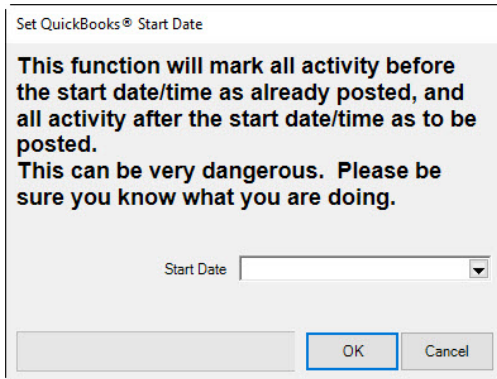 Set QuickBooks® Start Date
This function will mark all activity before
the start date/time as already posted, and
all activity after the start date/time as to be
posted.
This can be very dangerous.  Please be
sure you know what you are doing.
Start Date
OK
Cancel